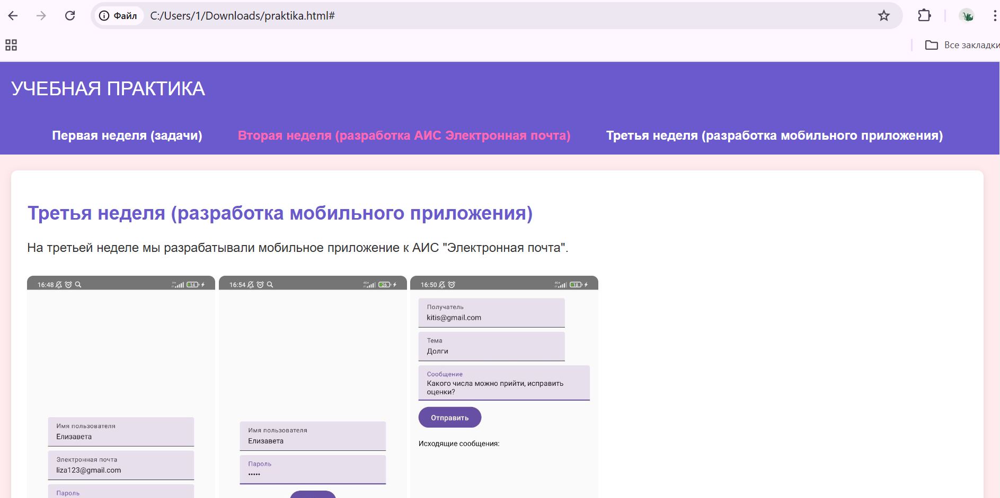 Файл
C:/Users/1/Downloads/praktika.html#
Все закладки
УЧЕБНАЯ ПРАКТИКА
Первая неделя (задачи)
Вторая неделя (разработка АИС Электронная почта)
Третья неделя (разработка мобильного приложения)
Третья неделя (разработка мобильного приложения)
На третьей неделе мы разрабатывали мобильное приложение к АИС "Электронная почта".
16:48
14
Имя пользователя
Елизавета
Электронная почта
liza123@gmail.com
Пароль
16:54
26
Имя пользователя
Елизавета
Пароль
•••••
16:50
18
Получатель
kitis@gmail.com
Тема
Долги
Сообщение
Какого числа можно прийти, исправить
оценки?
Отправить
Исходящие сообщения: